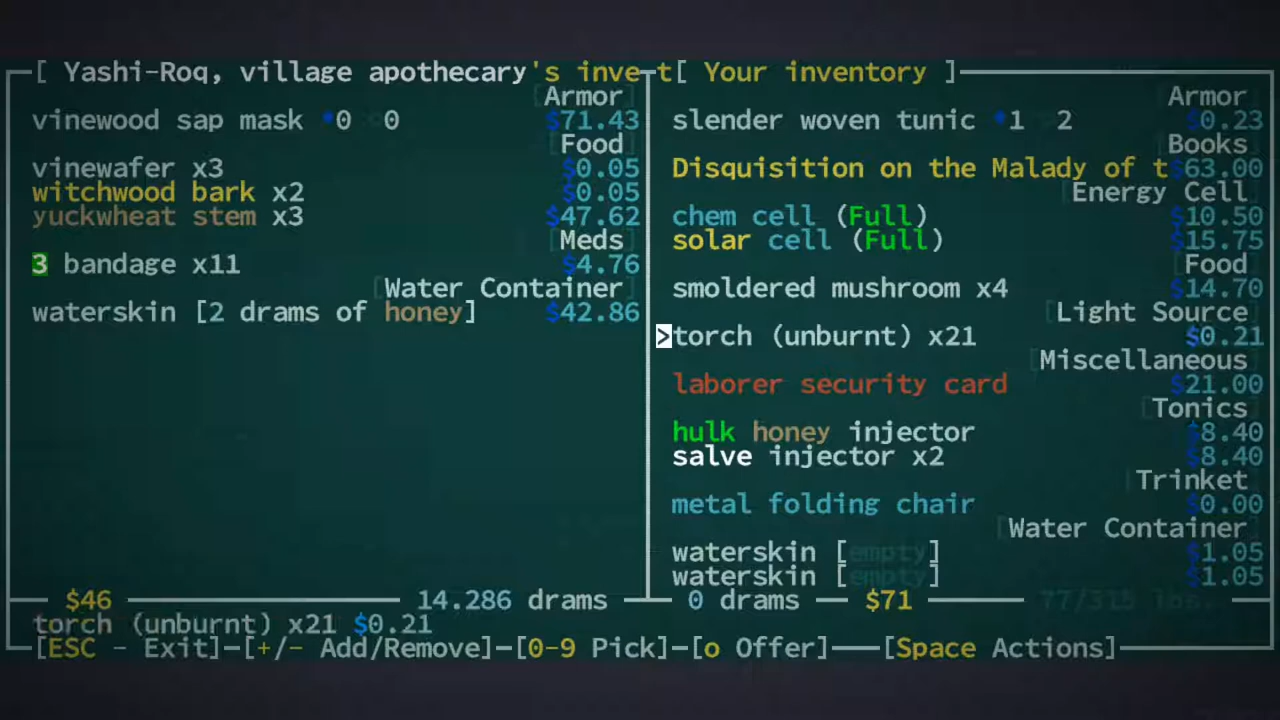 [ Yashi-Roq, village apothecary's inve
[Armor]
vinewood sap mask 0 0 $71.43
[Food]
vinewafer x3 $0.05
witchwood bark x2 $0.05
yuckwheat stem x3 $47.62
[Meds]
3 bandage x11 $4.76
[Water Container]
waterskin [2 drams of honey] $42.86
t[ Your inventory ]
[Armor]
slender woven tunic 1 2 $0.23
[Books]
Disquisition on the Malady of t$63.00
[Energy Cell]
chem cell (Full) $10.50
solar cell (Full) $15.75
[Food]
smoldered mushroom x4 $14.70
[Light Source]
>torch (unburnt) x21 $0.21
[Miscellaneous]
laborer security card $21.00
[Tonics]
hulk honey injector $8.40
salve injector x2 $8.40
[Trinket]
metal folding chair $0.00
[Water Container]
waterskin [empty] $1.05
waterskin [empty] $1.05
$46 14.286 drams 0 drams $71 77/315 lbs.
torch (unburnt) x21 $0.21
[ESC - Exit]-[+/- Add/Remove]-[0-9 Pick]-[o Offer] [Space Actions]